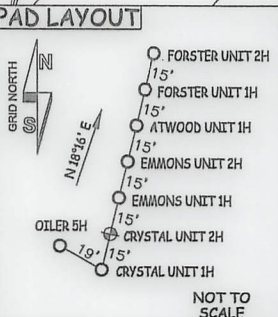 PAD LAYOUT
FORSTER UNIT 2H
15'
FORSTER UNIT 1H
15'
ATWOOD UNIT 1H
15'
EMMONS UNIT 2H
15'
EMMONS UNIT 1H
15'
CRYSTAL UNIT 2H
15'
CRYSTAL UNIT 1H
OILER 5H
19'
GRID NORTH
N
S
N 18°16' E
NOT TO
SCALE